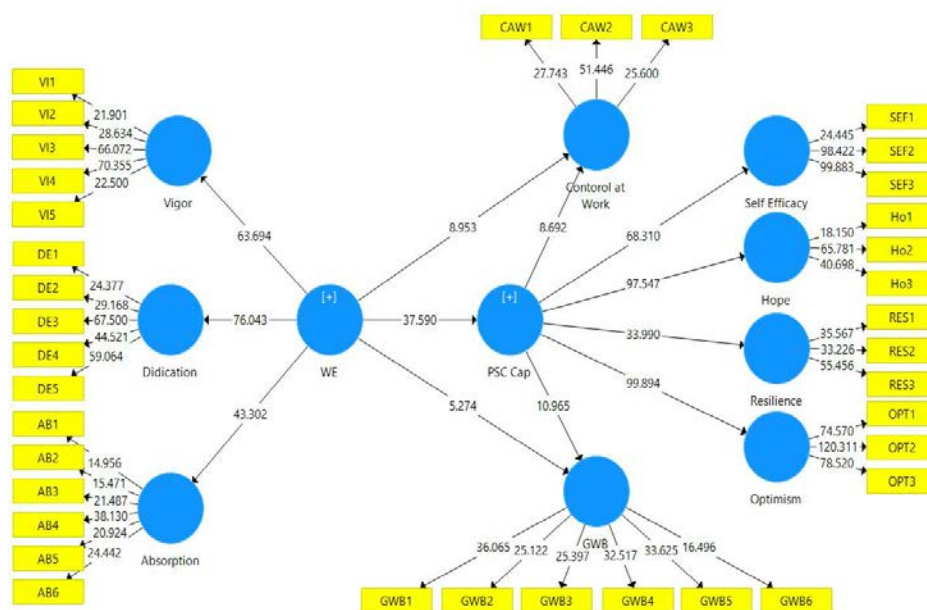 CAW1 CAW2 CAW3
27.743 51.446 25.600
Contorol at
Work
VI1
VI2
VI3
VI4
VI5
21.901
28.634
66.072
70.355
22.500
Vigor
63.694
DE1
DE2
DE3
DE4
DE5
24.377
29.168
67.500
44.521
59.064
Didication
76.043
AB1
AB2
AB3
AB4
AB5
AB6
14.956
15.471
21.487
38.130
20.924
24.442
Absorption
43.302
[+]
WE
8.953
37.590
5.274
[+]
PSC Cap
8.692
10.965
68.310
97.547
33.990
99.894
Self Efficacy
24.445
98.422
99.883
SEF1
SEF2
SEF3
Hope
18.150
65.781
40.698
Ho1
Ho2
Ho3
Resilience
35.567
33.226
55.456
RES1
RES2
RES3
Optimism
74.570
120.311
78.520
OPT1
OPT2
OPT3
GWB
36.065 25.122 25.397 32.517 33.625 16.496
GWB1 GWB2 GWB3 GWB4 GWB5 GWB6